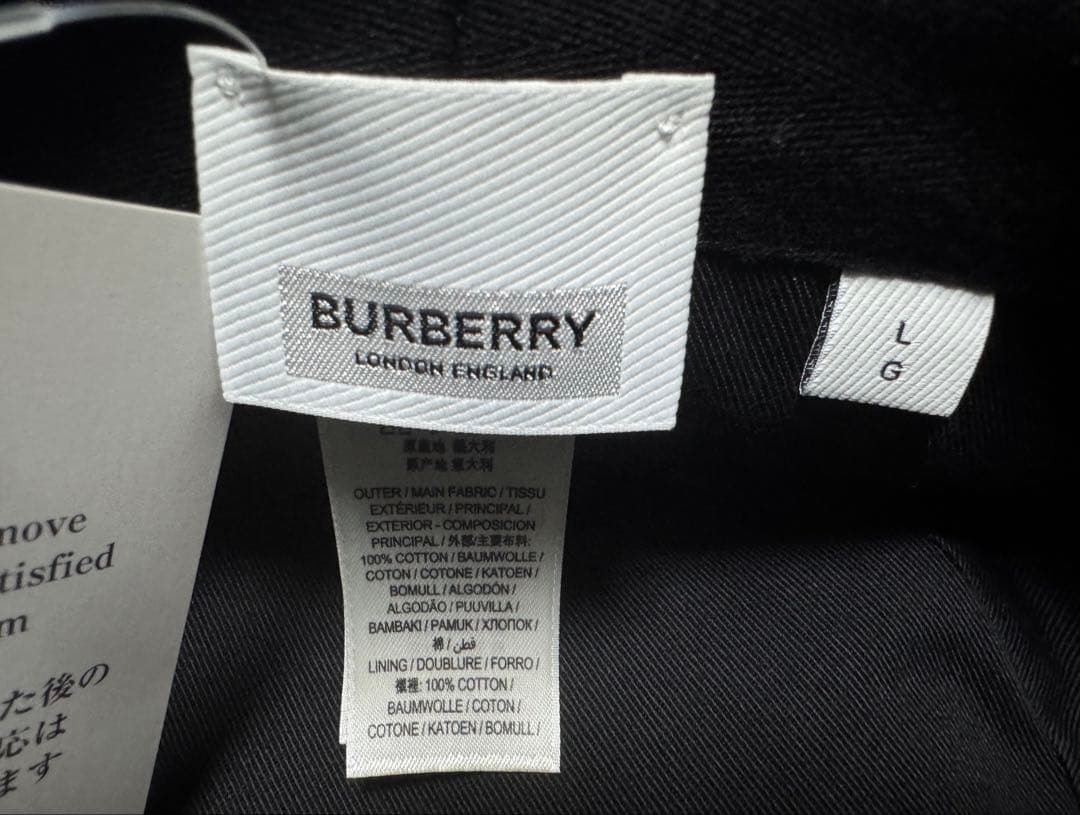 BURBERRY
LONDON ENGLAND
L
G
原產地 義大利
原产地 意大利
OUTER / MAIN FABRIC / TISSU
EXTÉRIEUR / PRINCIPAL /
EXTERIOR - COMPOSICION
PRINCIPAL / 外部/主要布料:
100% COTTON / BAUMWOLLE /
COTON / COTONE / KATOEN /
BOMULL / ALGODÓN /
ALGODÃO / PUUVILLA /
BAMBAKI / PAMUK / ХЛОПОК /
棉 / قطن /
LINING / DOUBLURE / FORRO /
襯裡: 100% COTTON /
BAUMWOLLE / COTON /
COTONE / KATOEN / BOMULL /
move
tisfied
m
た後の
応は
ます